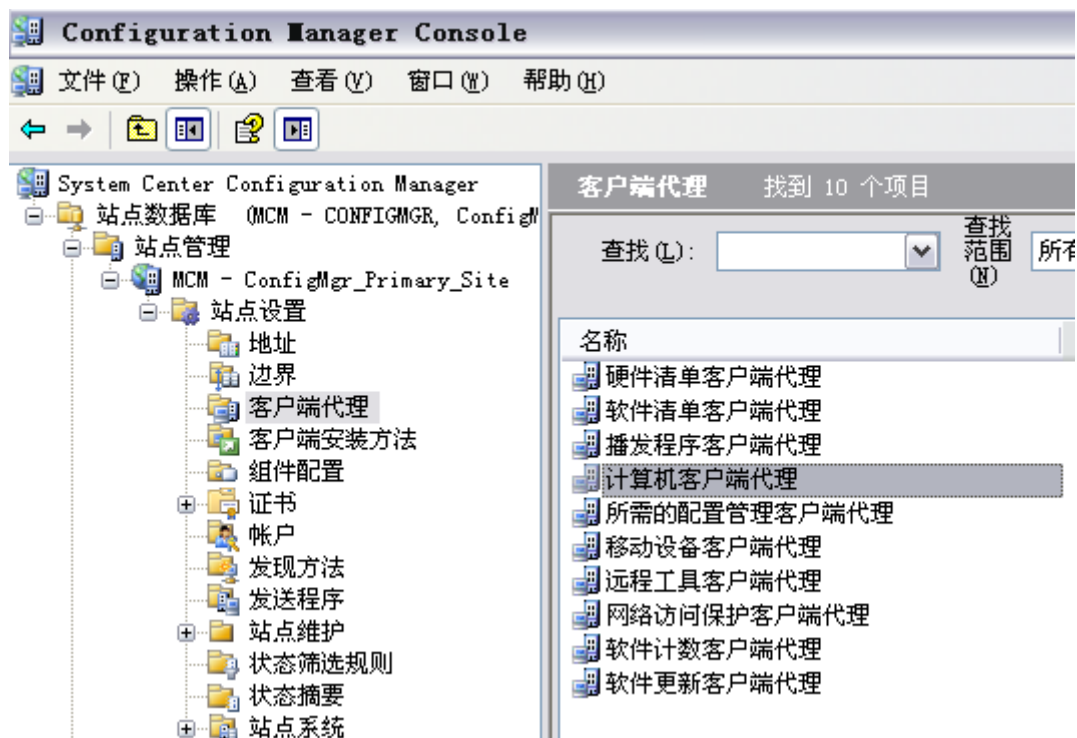 Configuration Manager Console
文件(F) 操作(A) 查看(V) 窗口(W) 帮助(H)
System Center Configuration Manager
站点数据库 (MCM - CONFIGMGR, ConfigM
站点管理
MCM - ConfigMgr_Primary_Site
站点设置
地址
边界
客户端代理
客户端安装方法
组件配置
证书
帐户
发现方法
发送程序
站点维护
状态筛选规则
状态摘要
站点系统
客户端代理 找到 10 个项目
查找(L):
查找
范围
(N)
所有
名称
硬件清单客户端代理
软件清单客户端代理
播发程序客户端代理
计算机客户端代理
所需的配置管理客户端代理
移动设备客户端代理
远程工具客户端代理
网络访问保护客户端代理
软件计数客户端代理
软件更新客户端代理